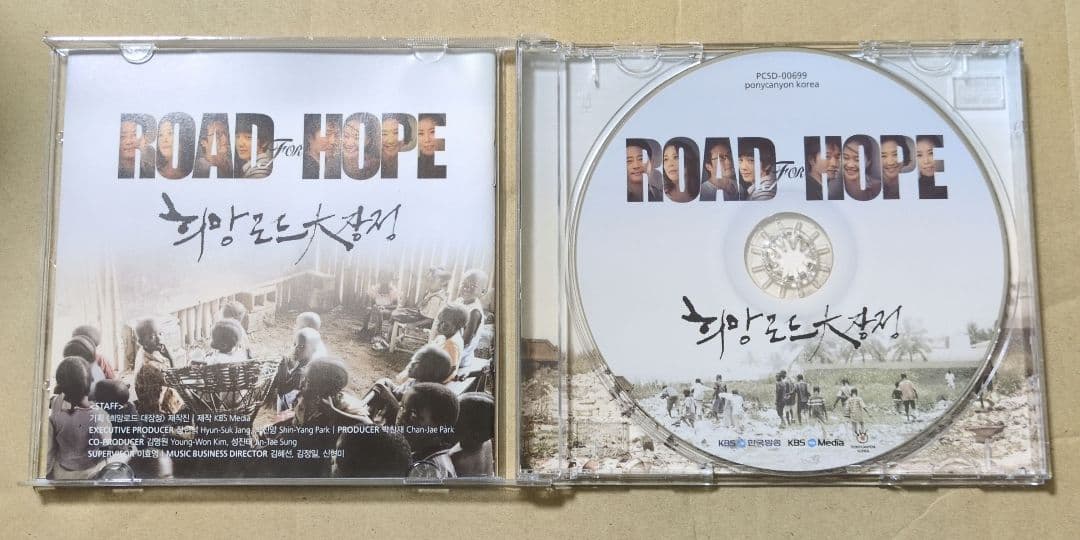 ROAD FOR HOPE
희망로드大장정
<STAFF>
기획 <희망로드 대장정> 제작진 | 제작 KBS Media
EXECUTIVE PRODUCER Hyun-Suk Jang, Shin-Yang Park | PRODUCER 박찬재 Chan-Jae Park
CO-PRODUCER 김영원 Young-Won Kim, 성진태 Jin-Tae Sung
SUPERVISOR 이효영 | MUSIC BUSINESS DIRECTOR 김혜선, 김정일, 신현미
PCSD-00699
ponycanyon korea
ROAD FOR HOPE
희망로드大장정
KBS 한국방송 KBS Media PONYCANYON KOREA